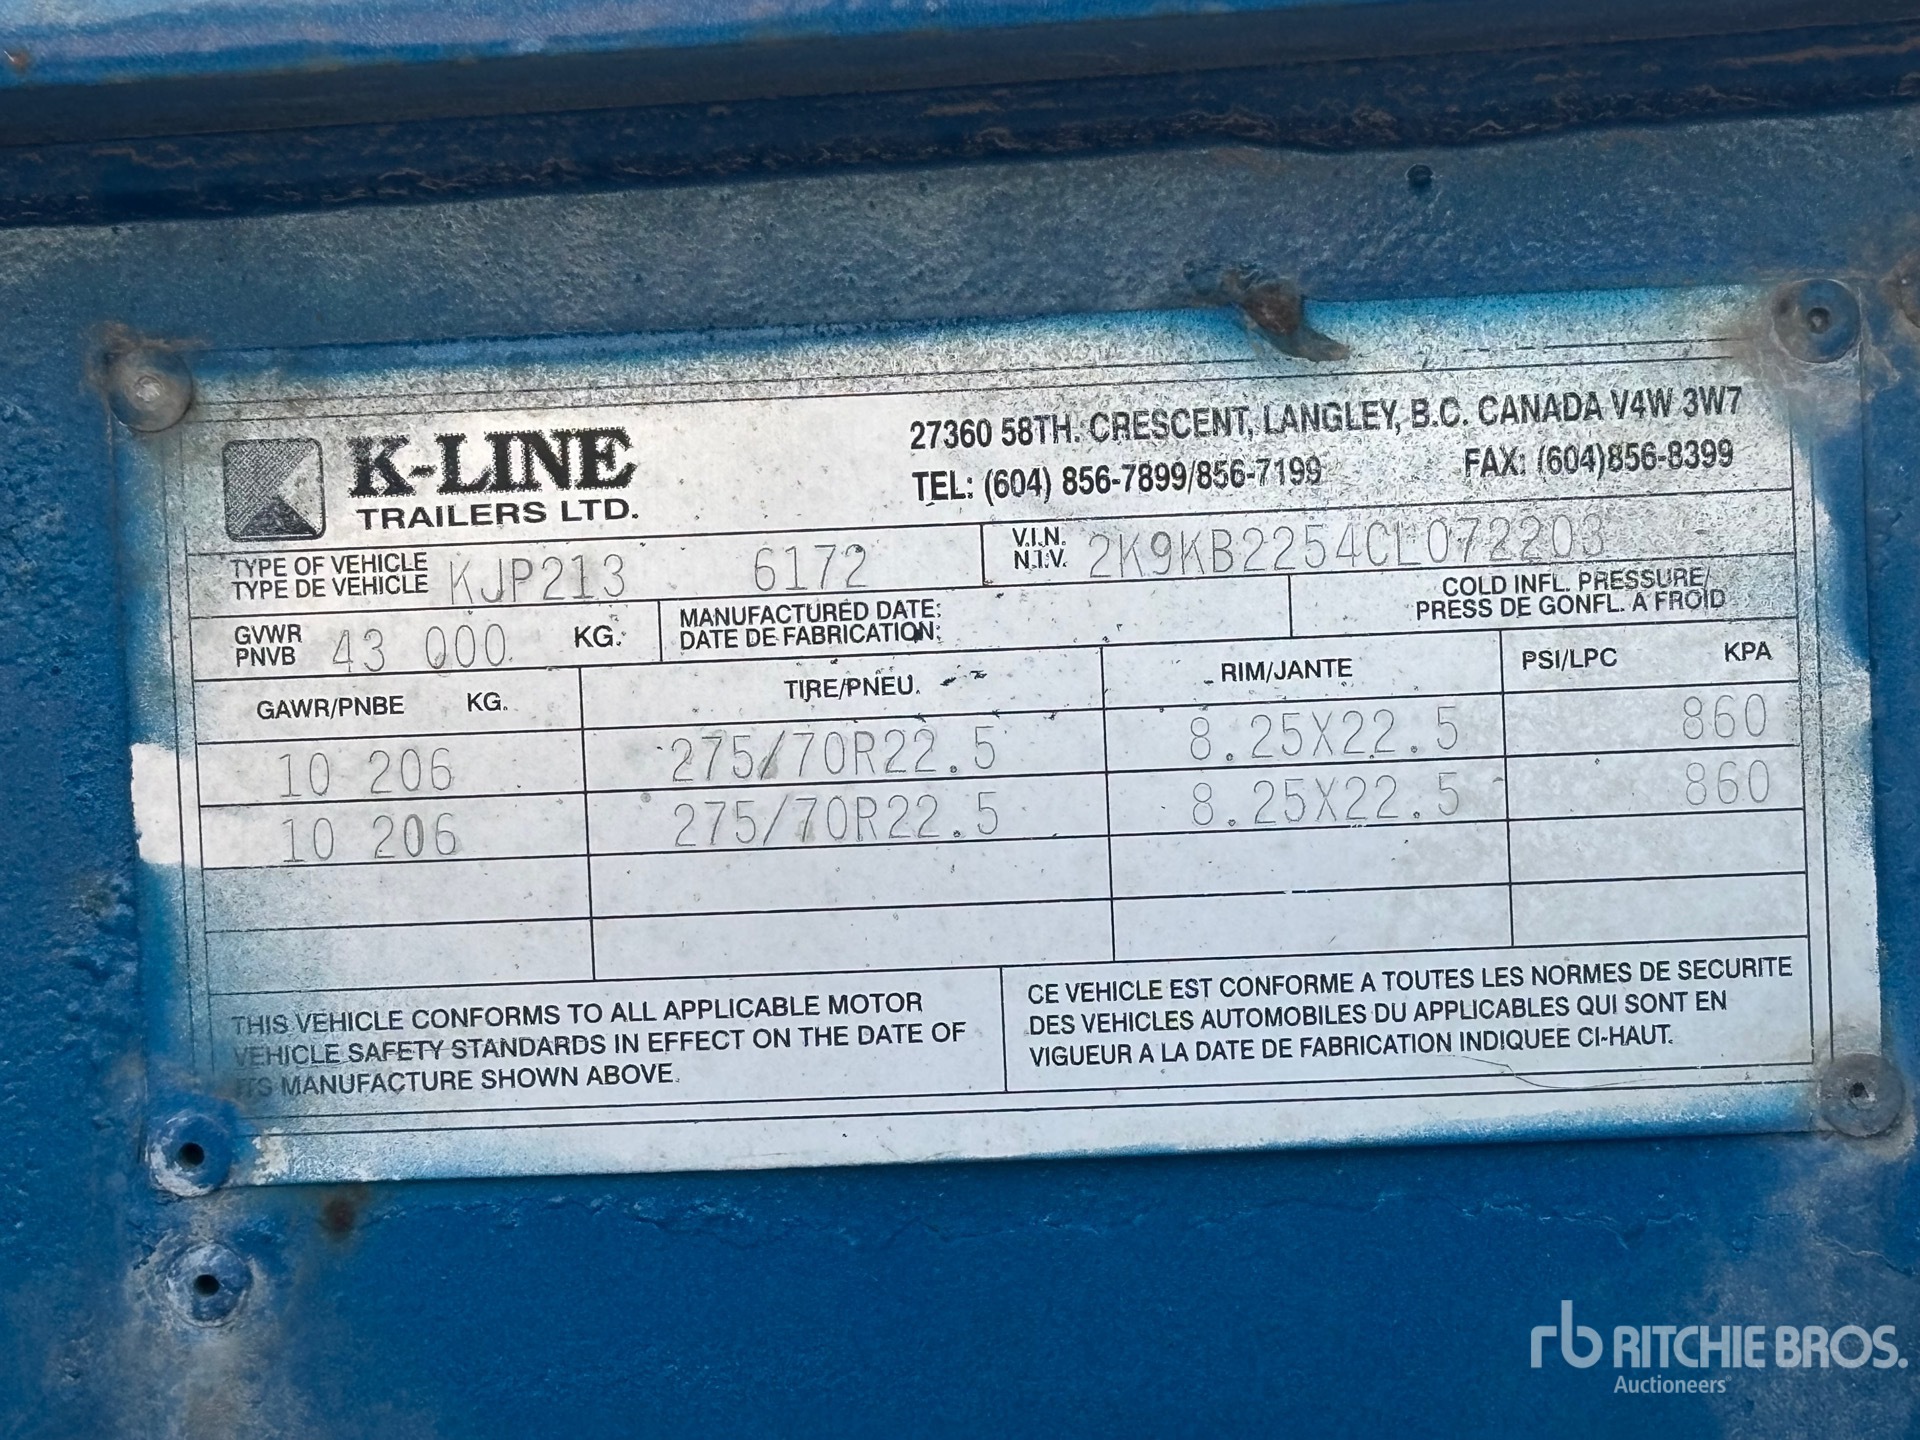 K-LINE
TRAILERS LTD.
27360 58TH. CRESCENT, LANGLEY, B.C. CANADA V4W 3W7
TEL: (604) 856-7899/856-7199 FAX: (604)856-8399
TYPE OF VEHICLE
TYPE DE VEHICLE KJP213 6172
V.I.N.
N.I.V. 2K9KB2254CL072203
GVWR
PNVB 43 000 KG.
MANUFACTURED DATE:
DATE DE FABRICATION:
COLD INFL. PRESSURE/
PRESS DE GONFL. A FROID
GAWR/PNBE KG. TIRE/PNEU. RIM/JANTE PSI/LPC KPA
10 206 275/70R22.5 8.25X22.5 860
10 206 275/70R22.5 8.25X22.5 860
THIS VEHICLE CONFORMS TO ALL APPLICABLE MOTOR
VEHICLE SAFETY STANDARDS IN EFFECT ON THE DATE OF
ITS MANUFACTURE SHOWN ABOVE.
CE VEHICLE EST CONFORME A TOUTES LES NORMES DE SECURITE
DES VEHICLES AUTOMOBILES DU APPLICABLES QUI SONT EN
VIGUEUR A LA DATE DE FABRICATION INDIQUEE CI-HAUT.
rb RITCHIE BROS.
Auctioneers